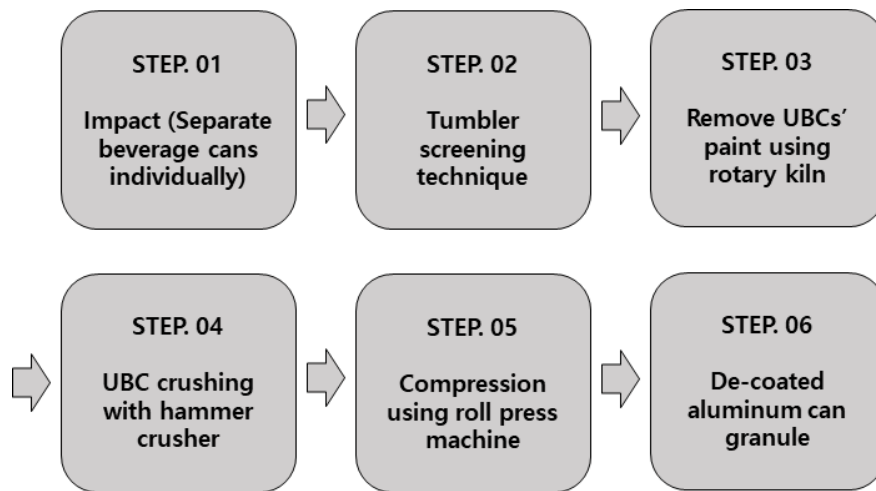 STEP. 01
Impact (Separate
beverage cans
individually)
STEP. 02
Tumbler
screening
technique
STEP. 03
Remove UBCs’
paint using
rotary kiln
STEP. 04
UBC crushing
with hammer
crusher
STEP. 05
Compression
using roll press
machine
STEP. 06
De-coated
aluminum can
granule